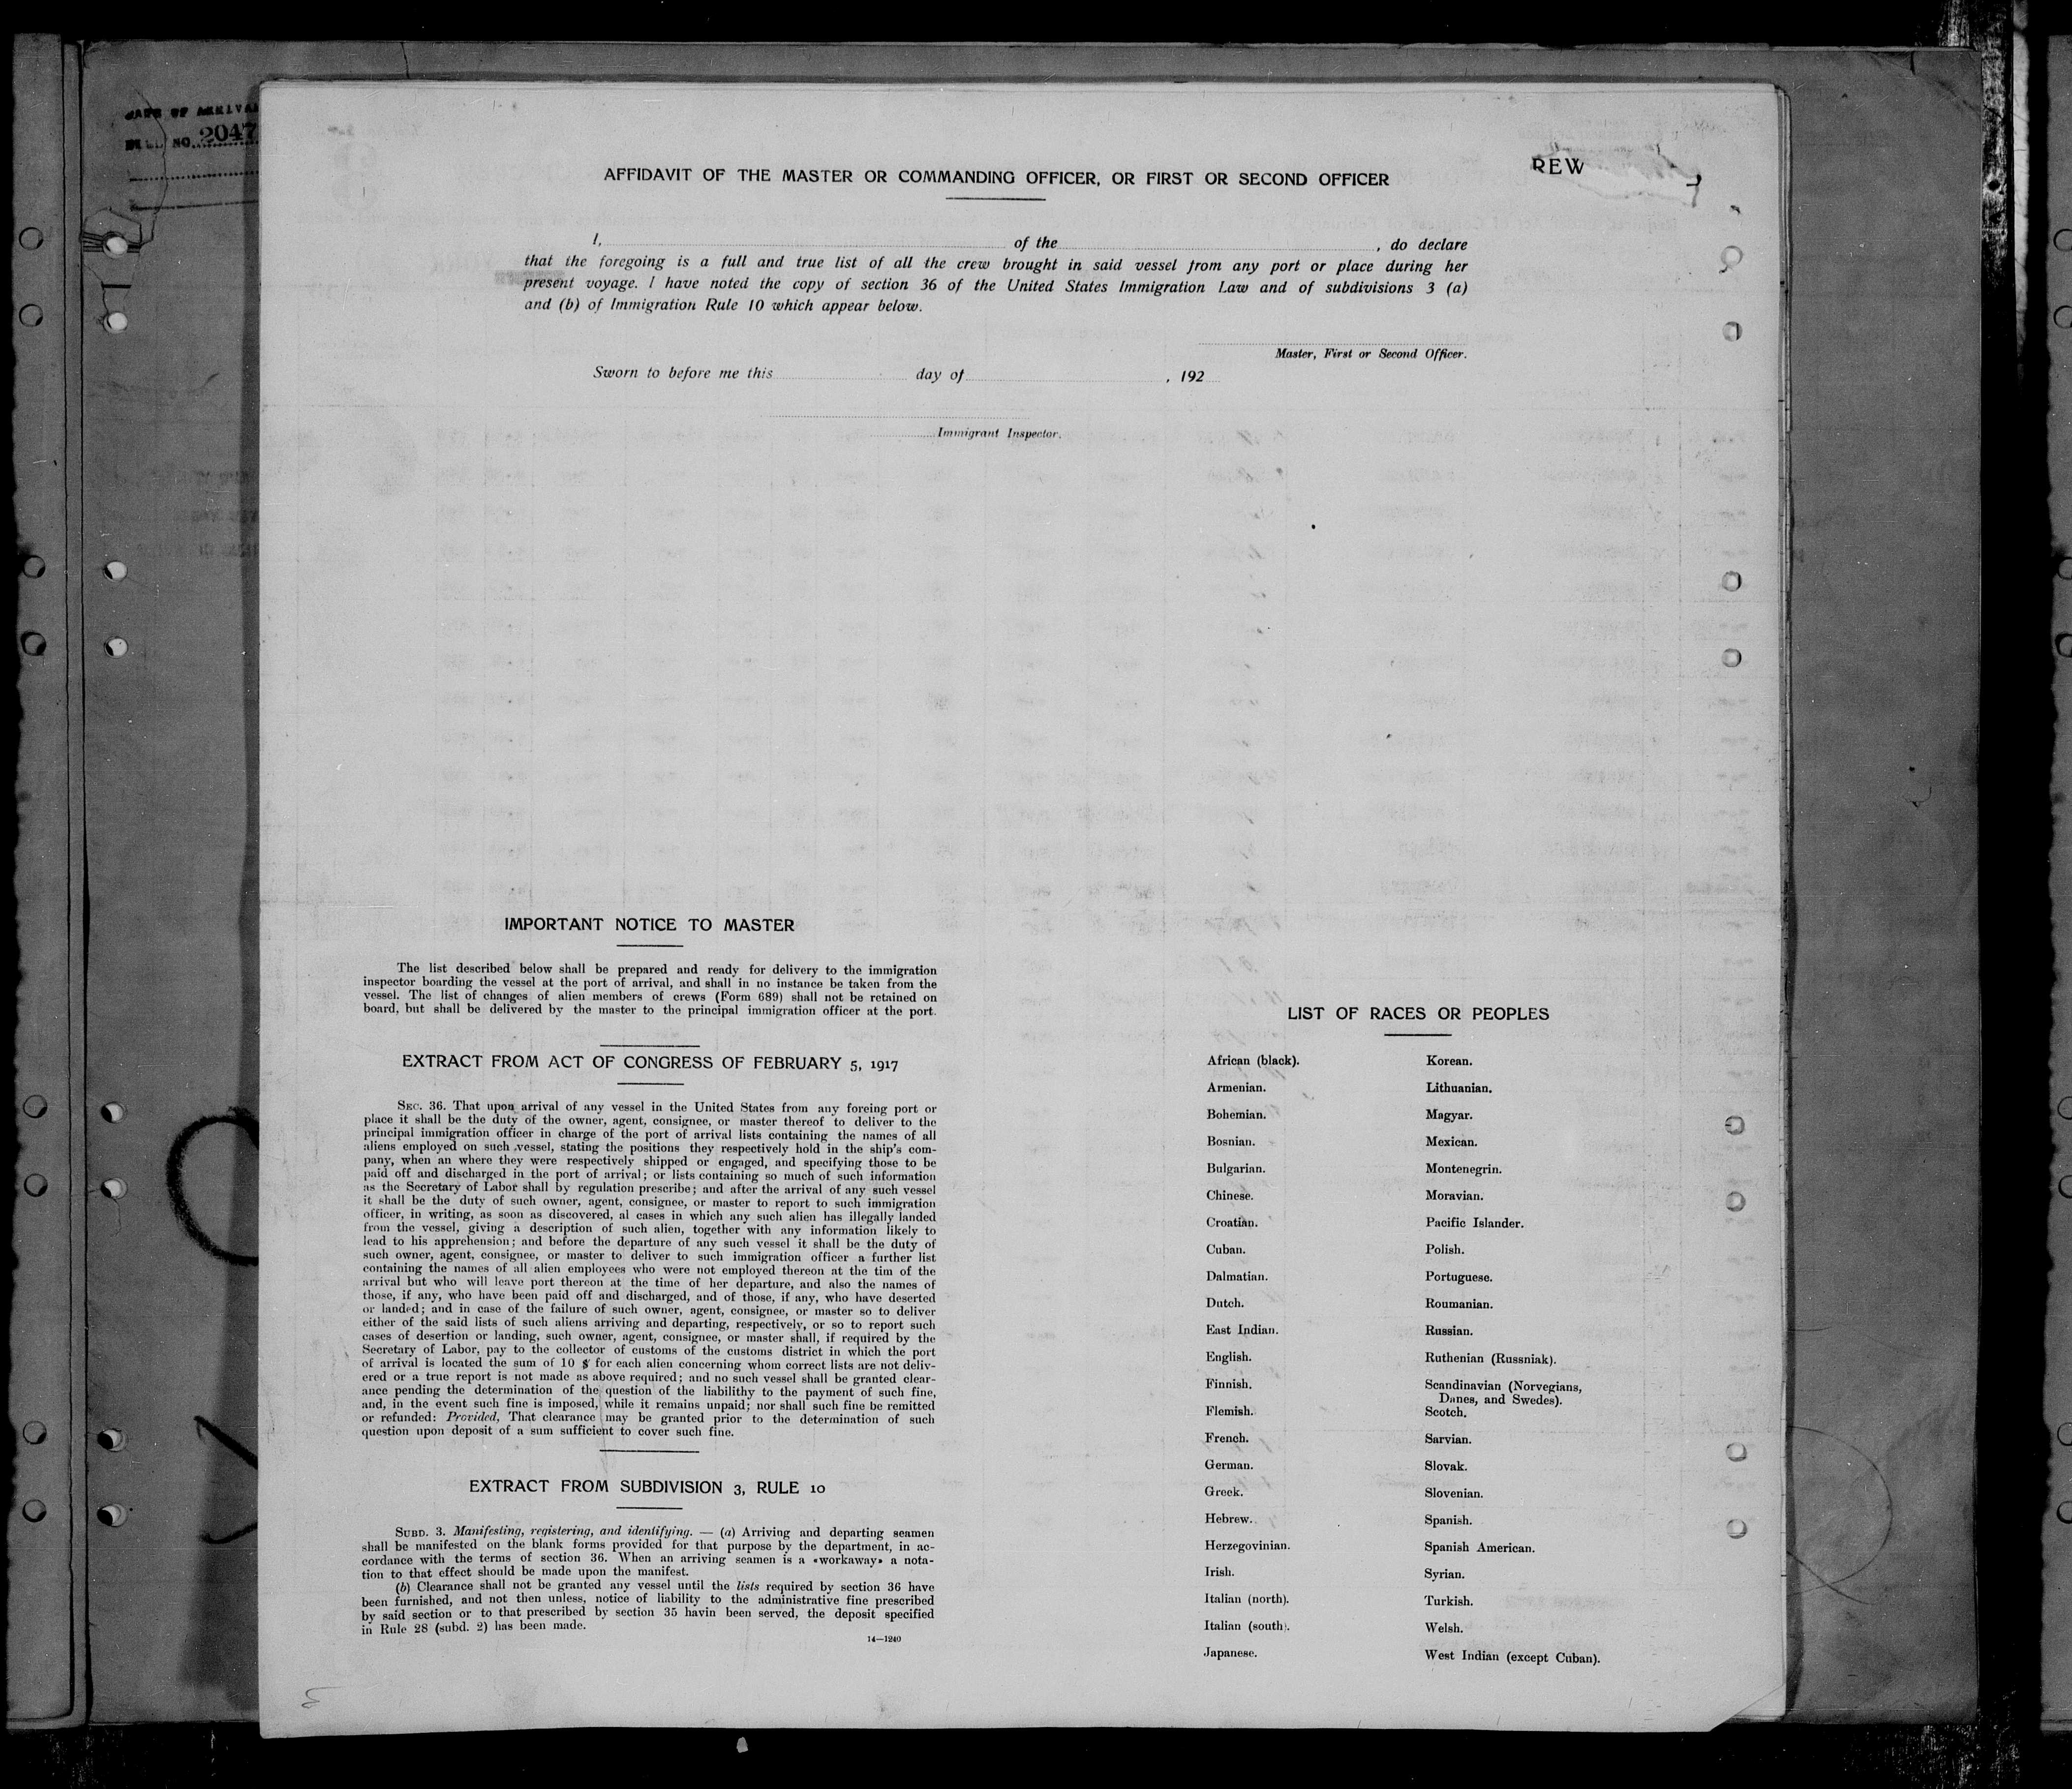 NO. 2047
REW
AFFIDAVIT OF THE MASTER OR COMMANDING OFFICER, OR FIRST OR SECOND OFFICER
I, of the , do declare
that the foregoing is a full and true list of all the crew brought in said vessel from any port or place during her
present voyage. I have noted the copy of section 36 of the United States Immigration Law and of subdivisions 3 (a)
and (b) of Immigration Rule 10 which appear below.
Master, First or Second Officer.
Sworn to before me this day of , 192
Immigrant Inspector.
IMPORTANT NOTICE TO MASTER
The list described below shall be prepared and ready for delivery to the immigration
inspector boarding the vessel at the port of arrival, and shall in no instance be taken from the
vessel. The list of changes of alien members of crews (Form 689) shall not be retained on
board, but shall be delivered by the master to the principal immigration officer at the port.
EXTRACT FROM ACT OF CONGRESS OF FEBRUARY 5, 1917
SEC. 36. That upon arrival of any vessel in the United States from any forcing port or
place it shall be the duty of the owner, agent, consignee, or master thereof to deliver to the
principal immigration officer in charge of the port of arrival lists containing the names of all
aliens employed on such vessel, stating the positions they respectively hold in the ship's com-
pany, when an where they were respectively shipped or engaged, and specifying those to be
paid off and discharged in the port of arrival; or lists containing so much of such information
as the Secretary of Labor shall by regulation prescribe; and after the arrival of any such vessel
it shall be the duty of such owner, agent, consignee, or master to report to such immigration
officer, in writing, as soon as discovered, al cases in which any such alien has illegally landed
from the vessel, giving a description of such alien, together with any information likely to
lead to his apprehension; and before the departure of any such vessel it shall be the duty of
such owner, agent, consignee, or master to deliver to such immigration officer a further list
containing the names of all alien employees who were not employed thereon at the tim of the
arrival but who will leave port thereon at the time of her departure, and also the names of
those, if any, who have been paid off and discharged, and of those, if any, who have deserted
or landed; and in case of the failure of such owner, agent, consignee, or master so to deliver
either of the said lists of such aliens arriving and departing, respectively, or so to report such
cases of desertion or landing, such owner, agent, consignee, or master shall, if required by the
Secretary of Labor, pay to the collector of customs of the customs district in which the port
of arrival is located the sum of 10 $ for each alien concerning whom correct lists are not deliv-
ered or a true report is not made as above required; and no such vessel shall be granted clear-
ance pending the determination of the question of the liabilithy to the payment of such fine,
and, in the event such fine is imposed, while it remains unpaid; nor shall such fine be remitted
or refunded: Provided, That clearance may be granted prior to the determination of such
question upon deposit of a sum sufficient to cover such fine.
EXTRACT FROM SUBDIVISION 3, RULE 10
SUBD. 3. Manifesting, registering, and identifying. — (a) Arriving and departing seamen
shall be manifested on the blank forms provided for that purpose by the department, in ac-
cordance with the terms of section 36. When an arriving seamen is a «workaway» a nota-
tion to that effect should be made upon the manifest.
(b) Clearance shall not be granted any vessel until the lists required by section 36 have
been furnished, and not then unless, notice of liability to the administrative fine prescribed
by said section or to that prescribed by section 35 havin been served, the deposit specified
in Rule 28 (subd. 2) has been made.
14—1240
LIST OF RACES OR PEOPLES
African (black).
Armenian.
Bohemian.
Bosnian.
Bulgarian.
Chinese.
Croatian.
Cuban.
Dalmatian.
Dutch.
East Indian.
English.
Finnish.
Flemish.
French.
German.
Greek.
Hebrew.
Herzegovinian.
Irish.
Italian (north).
Italian (south).
Japanese.
Korean.
Lithuanian.
Magyar.
Mexican.
Montenegrin.
Moravian.
Pacific Islander.
Polish.
Portuguese.
Roumanian.
Russian.
Ruthenian (Russniak).
Scandinavian (Norvegians,
Danes, and Swedes).
Scotch.
Sarvian.
Slovak.
Slovenian.
Spanish.
Spanish American.
Syrian.
Turkish.
Welsh.
West Indian (except Cuban).